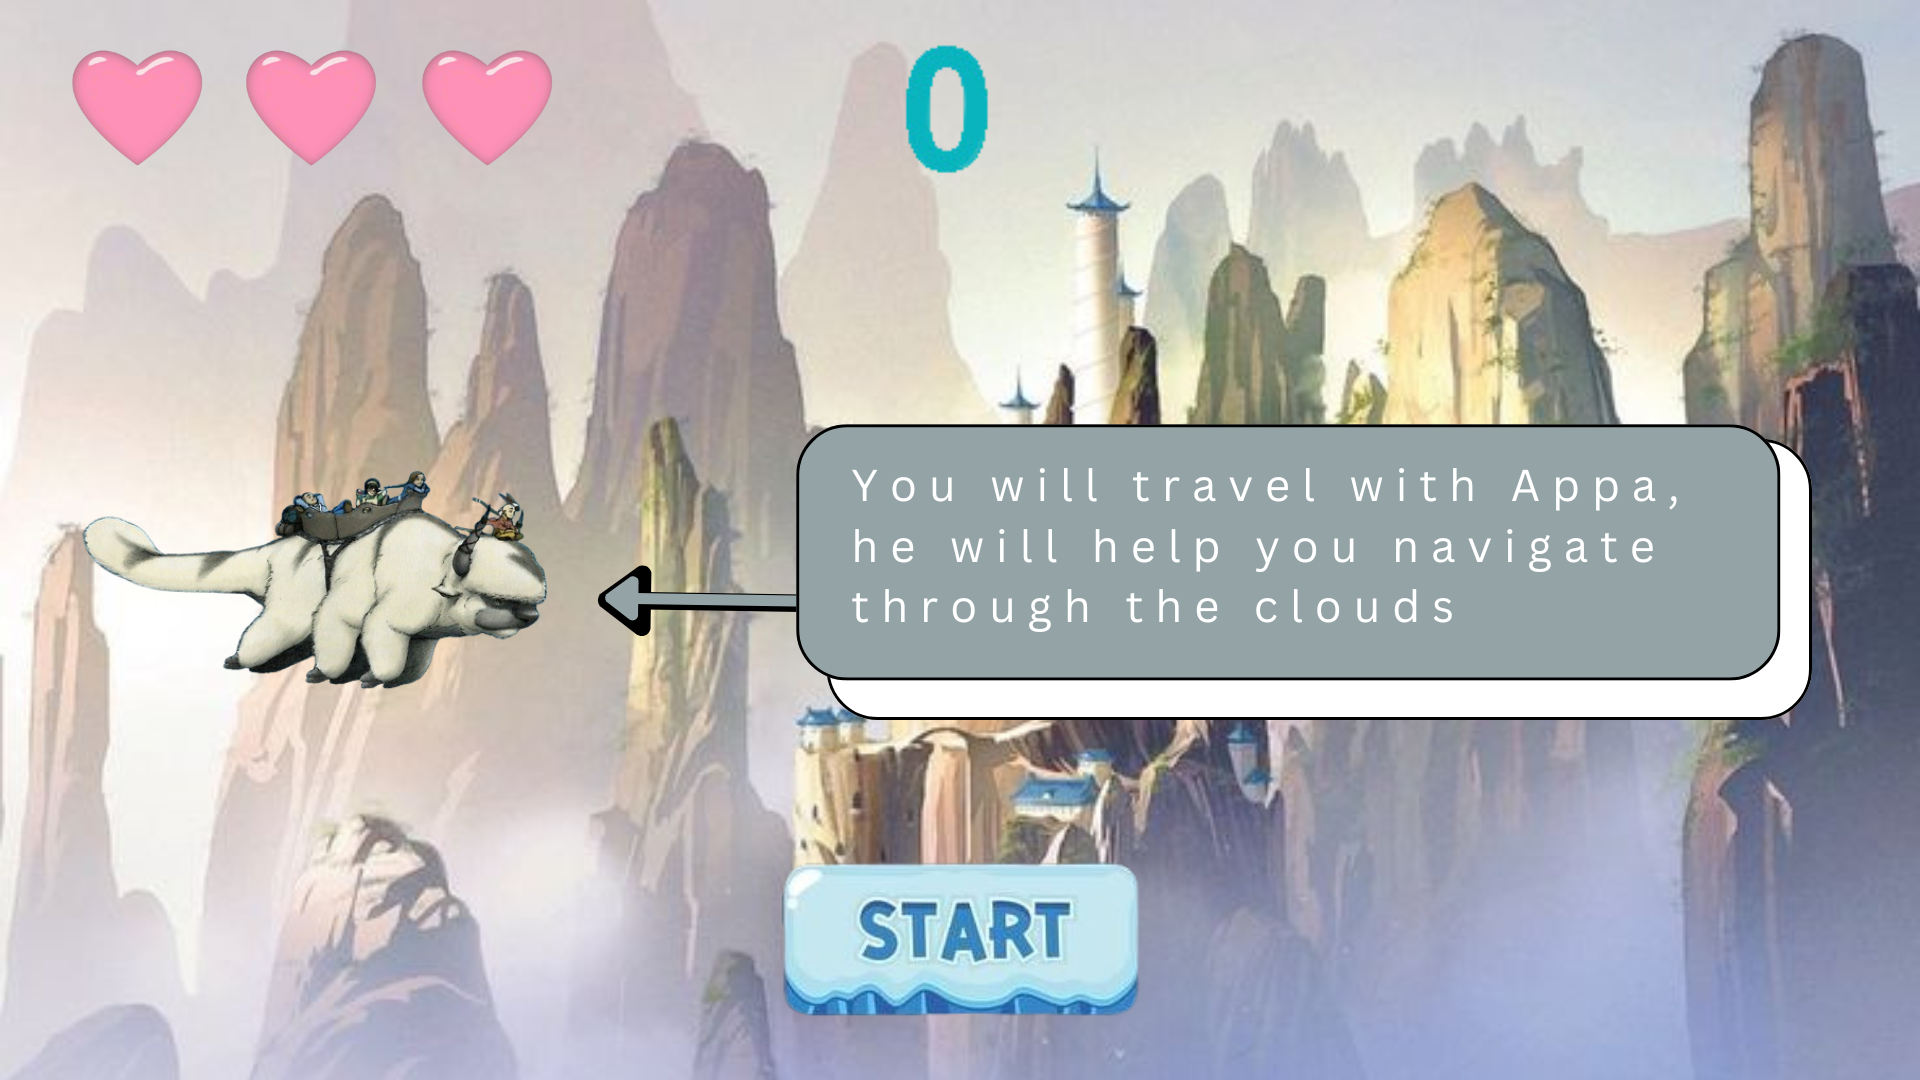 0
You will travel with Appa,
he will help you navigate
through the clouds
START